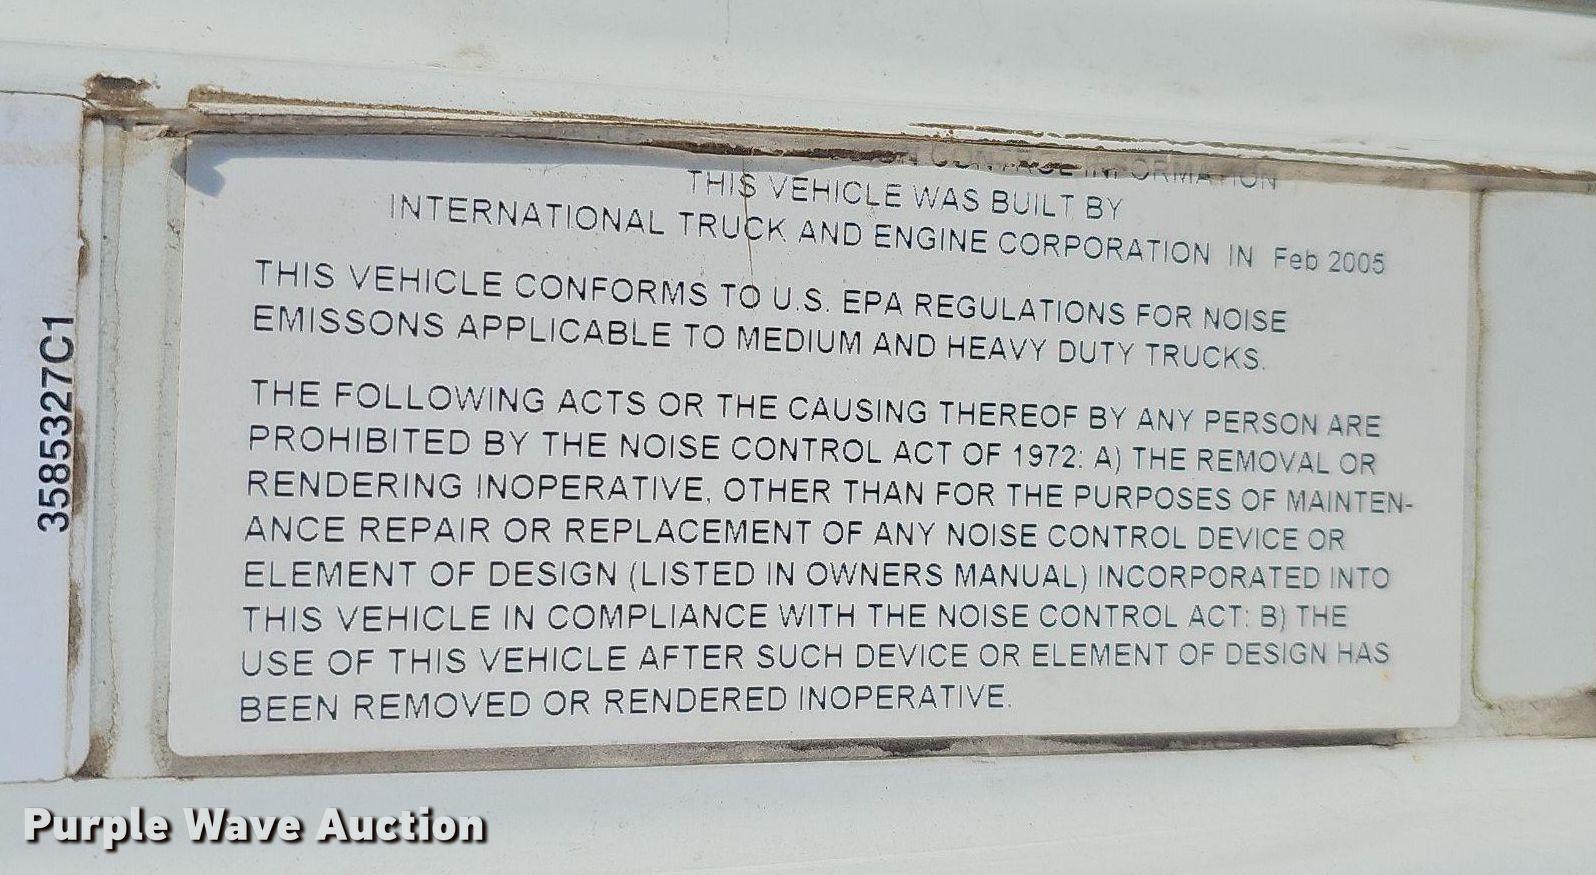 CONTROL INFORMATION
THIS VEHICLE WAS BUILT BY
INTERNATIONAL TRUCK AND ENGINE CORPORATION IN Feb 2005
THIS VEHICLE CONFORMS TO U.S. EPA REGULATIONS FOR NOISE
EMISSONS APPLICABLE TO MEDIUM AND HEAVY DUTY TRUCKS.
THE FOLLOWING ACTS OR THE CAUSING THEREOF BY ANY PERSON ARE
PROHIBITED BY THE NOISE CONTROL ACT OF 1972: A) THE REMOVAL OR
RENDERING INOPERATIVE, OTHER THAN FOR THE PURPOSES OF MAINTEN-
ANCE REPAIR OR REPLACEMENT OF ANY NOISE CONTROL DEVICE OR
ELEMENT OF DESIGN (LISTED IN OWNERS MANUAL) INCORPORATED INTO
THIS VEHICLE IN COMPLIANCE WITH THE NOISE CONTROL ACT: B) THE
USE OF THIS VEHICLE AFTER SUCH DEVICE OR ELEMENT OF DESIGN HAS
BEEN REMOVED OR RENDERED INOPERATIVE.
3585327C1
Purple Wave Auction